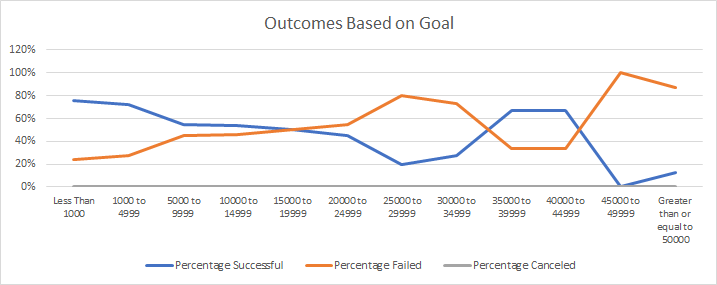 Outcomes Based on Goal
120%
100%
80%
60%
40%
20%
0%
Less Than
1000
1000 to
4999
5000 to
9999
10000 to
14999
15000 to
19999
20000 to
24999
25000 to
29999
30000 to
34999
35000 to
39999
40000 to
44999
45000 to
49999
Greater
than or
equal to
50000
Percentage Successful
Percentage Failed
Percentage Canceled